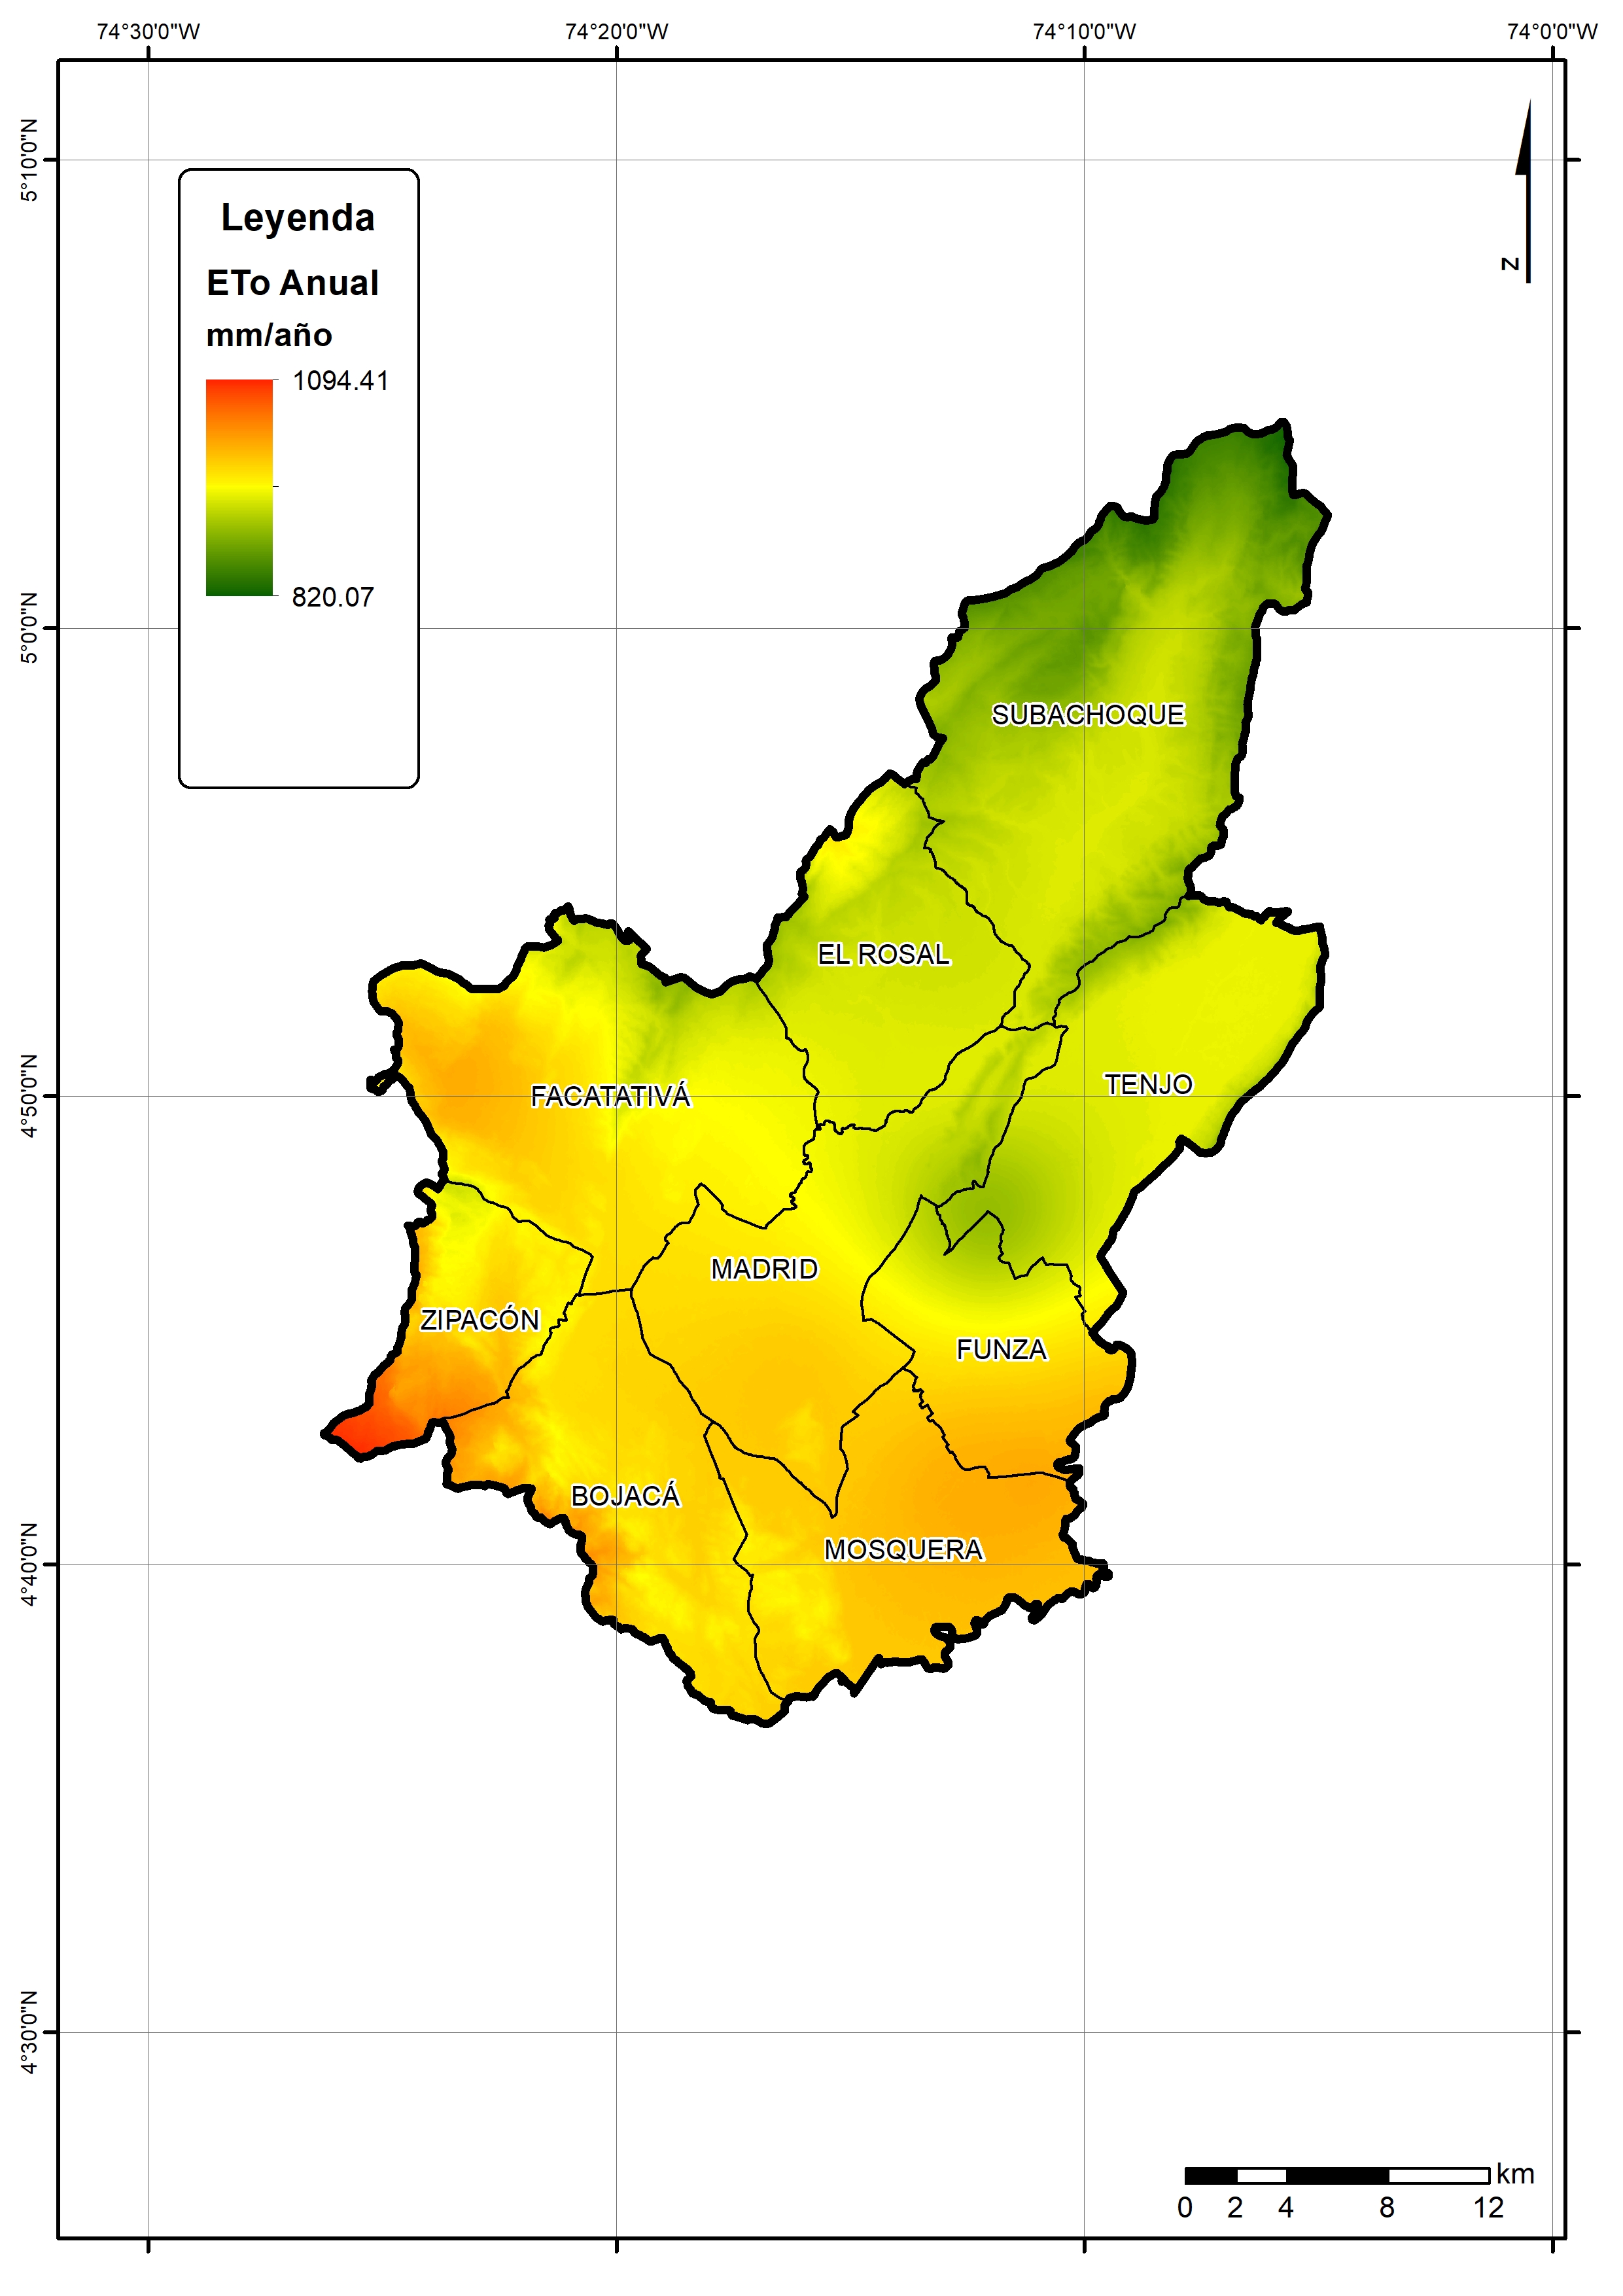 74°30'0"W 74°20'0"W 74°10'0"W 74°0'0"W
5°10'0"N
5°0'0"N
4°50'0"N
4°40'0"N
4°30'0"N
Leyenda
ETo Anual
mm/año
1094.41
820.07
N
SUBACHOQUE
EL ROSAL
TENJO
FACATATIVÁ
MADRID
ZIPACÓN
FUNZA
BOJACÁ
MOSQUERA
km
0 2 4 8 12